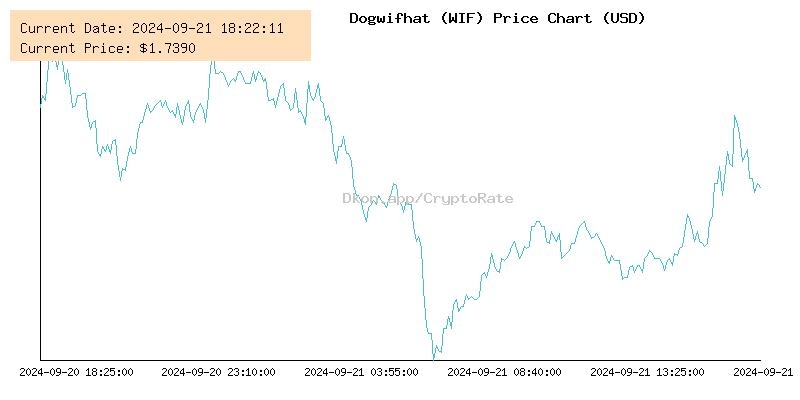 Dogwifhat (WIF) Price Chart (USD)
Current Date: 2024-09-21 18:22:11
Current Price: $1.7390
Dkon.app/CryptoRate
2024-09-20 18:25:00 2024-09-20 23:10:00 2024-09-21 03:55:00 2024-09-21 08:40:00 2024-09-21 13:25:00 2024-09-21